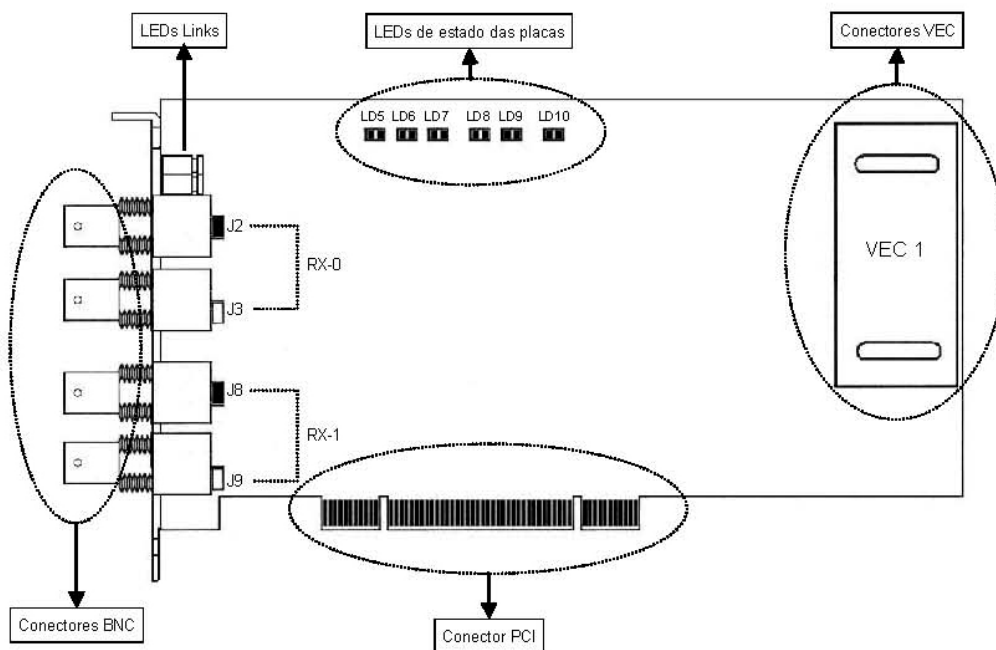 LEDs Links
LEDs de estado das placas
Conectores VEC
LD5 LD6 LD7 LD8 LD9 LD10
J2
RX-0
J3
VEC 1
J8
RX-1
J9
Conectores BNC
Conector PCI